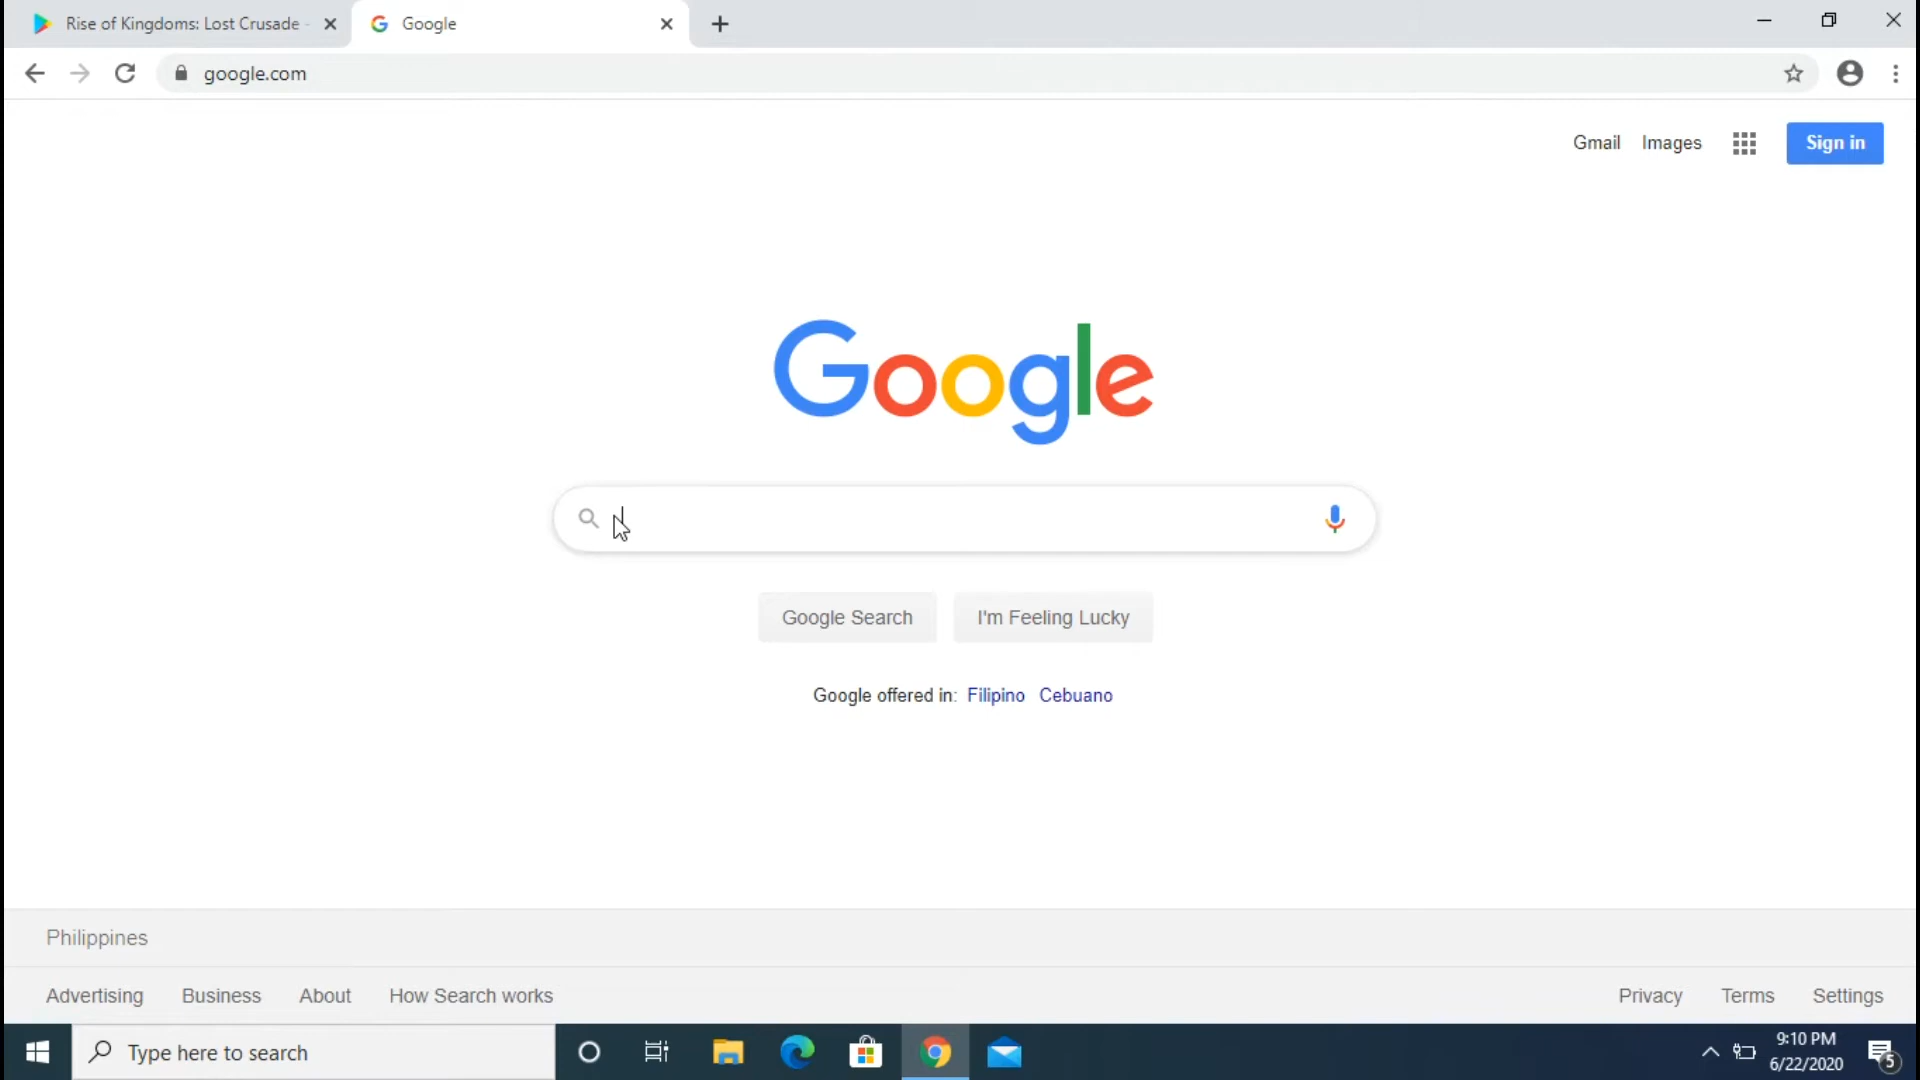 Rise of Kingdoms: Lost Crusade -
Google
google.com
Gmail Images Sign in
Google
Google Search I'm Feeling Lucky
Google offered in: Filipino Cebuano
Philippines
Advertising Business About How Search works Privacy Terms Settings
Type here to search
9:10 PM
6/22/2020
5